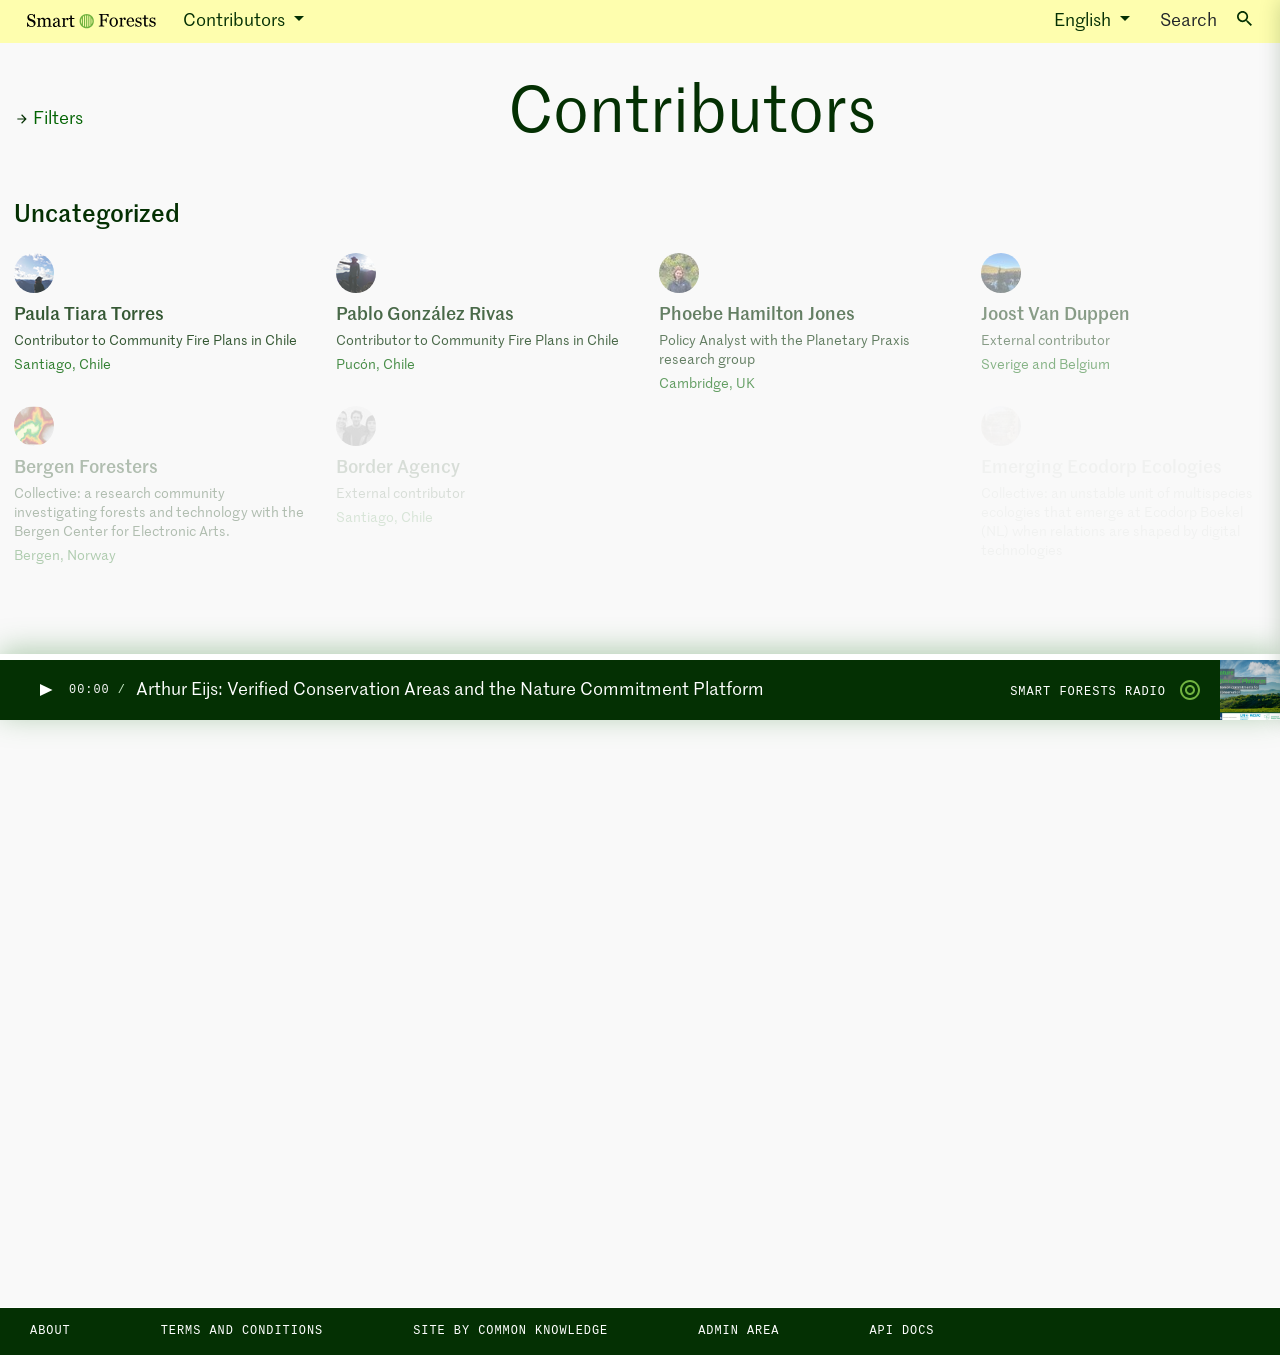 Smart Forests
Contributors
English
Search
Filters
Contributors
Uncategorized
Paula Tiara Torres
Contributor to Community Fire Plans in Chile
Santiago, Chile
Pablo González Rivas
Contributor to Community Fire Plans in Chile
Pucón, Chile
Phoebe Hamilton Jones
Policy Analyst with the Planetary Praxis
research group
Cambridge, UK
Joost Van Duppen
External contributor
Sverige and Belgium
Bergen Foresters
Collective: a research community
investigating forests and technology with the
Bergen Center for Electronic Arts.
Bergen, Norway
Border Agency
External contributor
Santiago, Chile
Emerging Ecodorp Ecologies
Collective: an unstable unit of multispecies
ecologies that emerge at Ecodorp Boekel
(NL) when relations are shaped by digital
technologies
00:00 /
Arthur Eijs: Verified Conservation Areas and the Nature Commitment Platform
SMART FORESTS RADIO
ABOUT
TERMS AND CONDITIONS
SITE BY COMMON KNOWLEDGE
ADMIN AREA
API DOCS